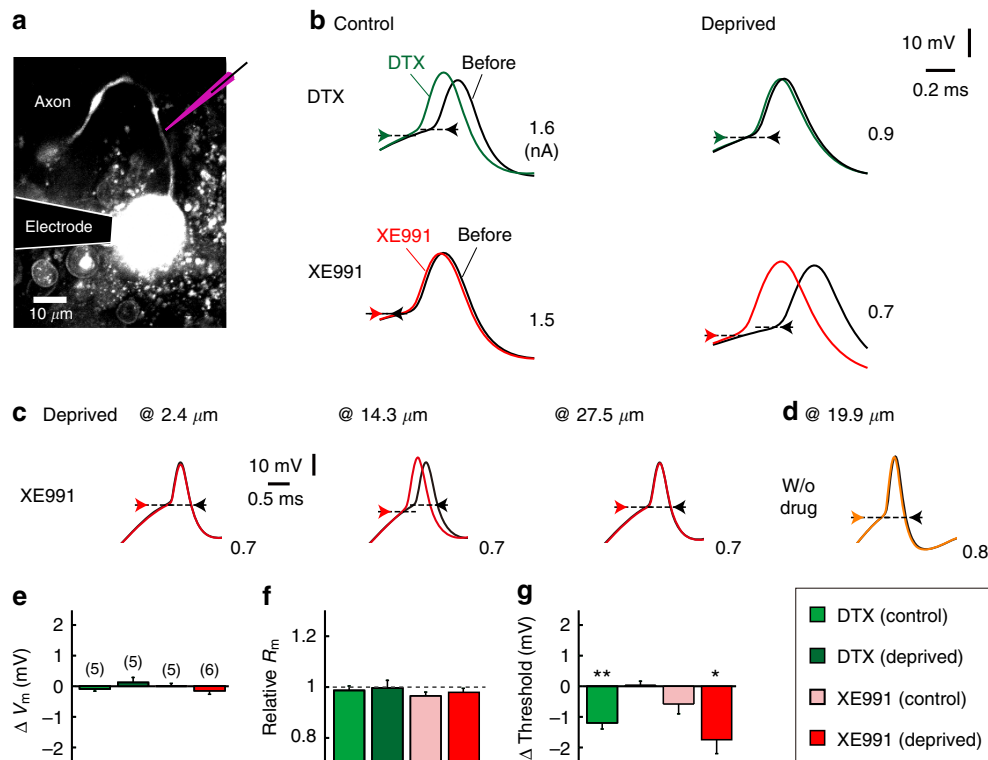 a
Axon
Electrode
10 μm
b Control Deprived
10 mV
0.2 ms
DTX
DTX Before
1.6
(nA)
0.9
XE991
XE991 Before
1.5
0.7
c Deprived @ 2.4 μm @ 14.3 μm @ 27.5 μm
XE991
10 mV
0.5 ms
0.7
0.7
0.7
d @ 19.9 μm
W/o
drug
0.8
e
Δ Vm (mV)
2
1
0
−1
−2
(5) (5) (5) (6)
f
Relative Rm
1.2
1
0.8
g
Δ Threshold (mV)
2
1
0
−1
−2
** *
DTX (control)
DTX (deprived)
XE991 (control)
XE991 (deprived)